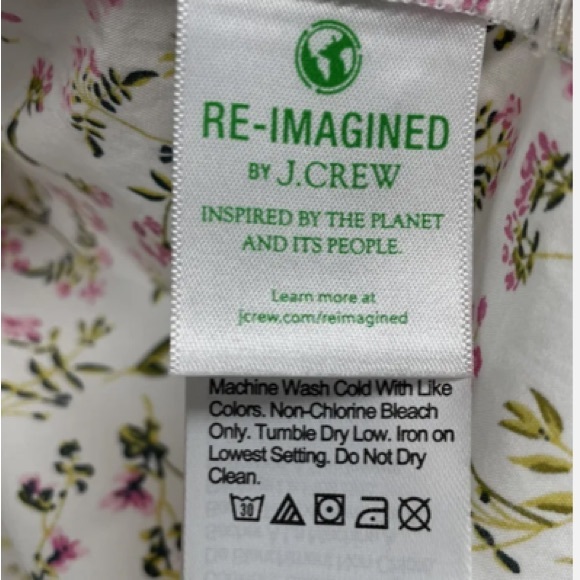 RE-IMAGINED
BY J.CREW
INSPIRED BY THE PLANET
AND ITS PEOPLE.
Learn more at
jcrew.com/reimagined
Machine Wash Cold With Like
Colors. Non-Chlorine Bleach
Only. Tumble Dry Low. Iron on
Lowest Setting. Do Not Dry
Clean.
30